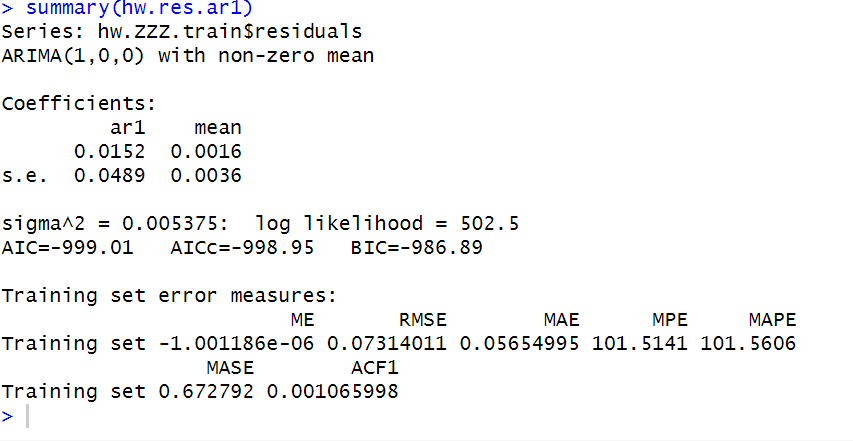 > summary(hw.res.ar1)
Series: hw.ZZZ.train$residuals
ARIMA(1,0,0) with non-zero mean
Coefficients:
ar1 mean
0.0152 0.0016
s.e. 0.0489 0.0036
sigma^2 = 0.005375: log likelihood = 502.5
AIC=-999.01 AICc=-998.95 BIC=-986.89
Training set error measures:
ME RMSE MAE MPE MAPE
Training set -1.001186e-06 0.07314011 0.05654995 101.5141 101.5606
MASE ACF1
Training set 0.672792 0.001065998
>